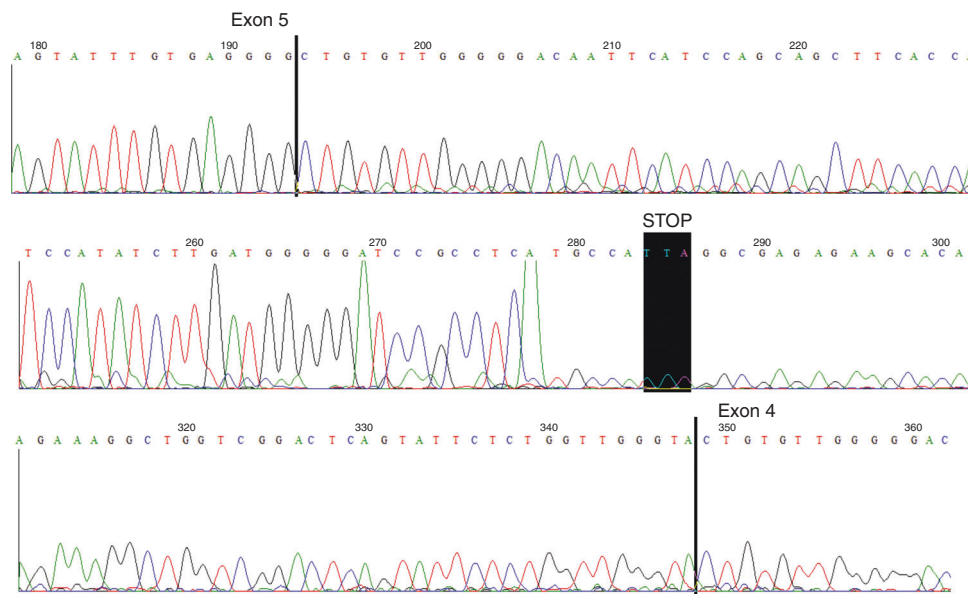 Exon 5
180 190 200 210 220
A G T A T T T G T G A G G G G C T G T G T T G G G G G A C A A T T C A T C C A G C A G C T T C A C C A
STOP
260 270 280 290 300
T C C A T A T C T T G A T G G G G G A T C C G C C T C A T G C C A T T A G G C G A G A G A A G C A C A
Exon 4
320 330 340 350 360
A G A A A G G C T G G T C G G A C T C A G T A T T C T C T G G T T G G G T A C T G T G T T G G G G G A C